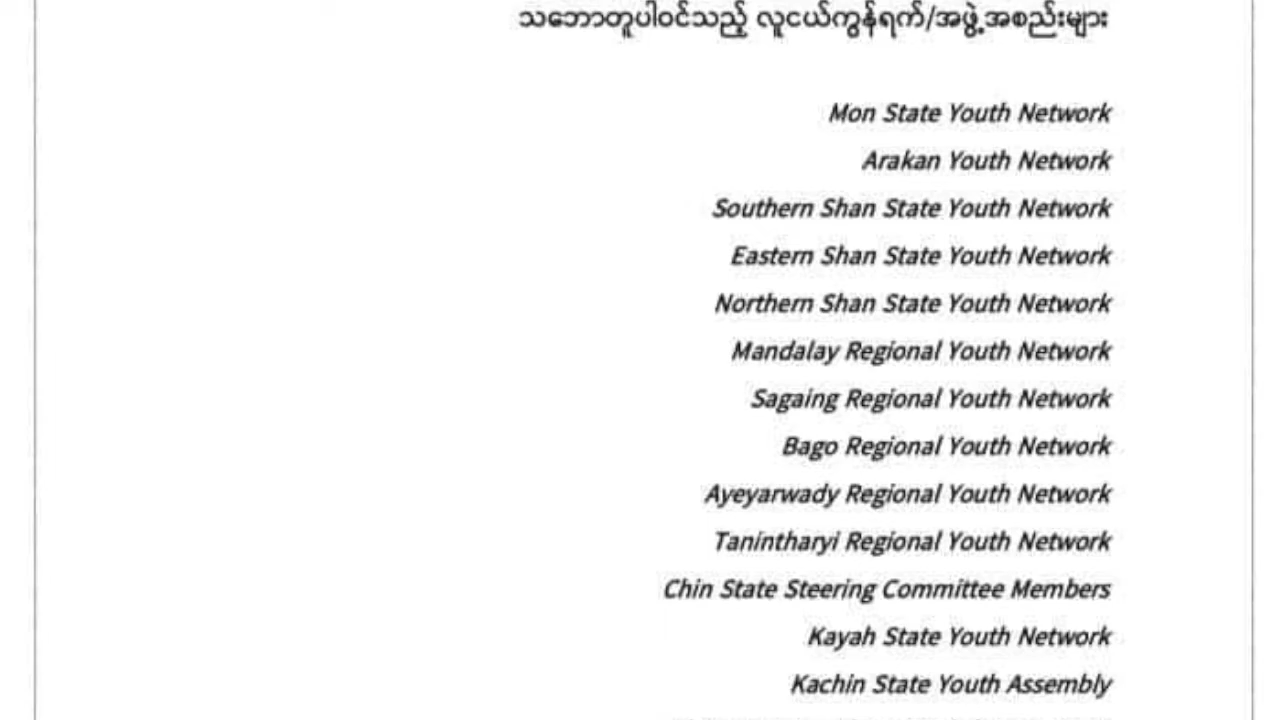 သဘောတူပါဝင်သည့် လူငယ်ကွန်ရက်/အဖွဲ့အစည်းများ
Mon State Youth Network
Arakan Youth Network
Southern Shan State Youth Network
Eastern Shan State Youth Network
Northern Shan State Youth Network
Mandalay Regional Youth Network
Sagaing Regional Youth Network
Bago Regional Youth Network
Ayeyarwady Regional Youth Network
Tanintharyi Regional Youth Network
Chin State Steering Committee Members
Kayah State Youth Network
Kachin State Youth Assembly